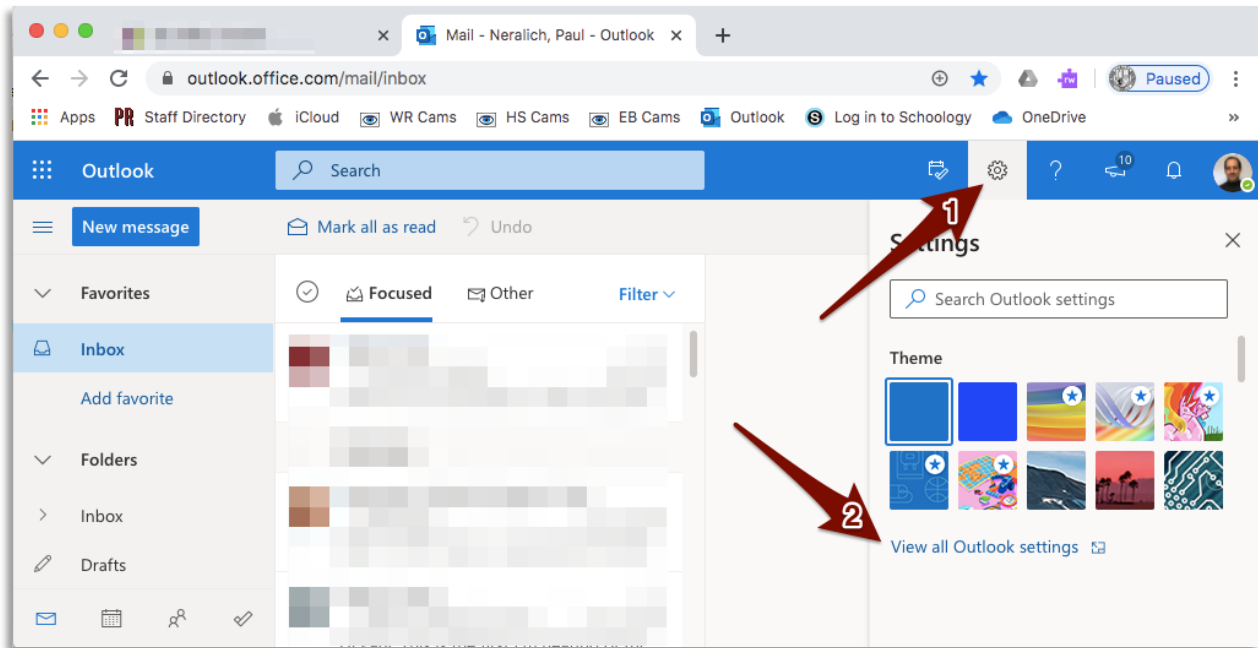 Mail - Neralich, Paul - Outlook
outlook.office.com/mail/inbox
Paused
Apps PR Staff Directory iCloud WR Cams HS Cams EB Cams Outlook S Log in to Schoology OneDrive »
Outlook
Search
? 10
New message
Mark all as read
Undo
1
Settings
Favorites
Focused
Other
Filter
Search Outlook settings
Inbox
Theme
Add favorite
Folders
2
Inbox
View all Outlook settings
Drafts